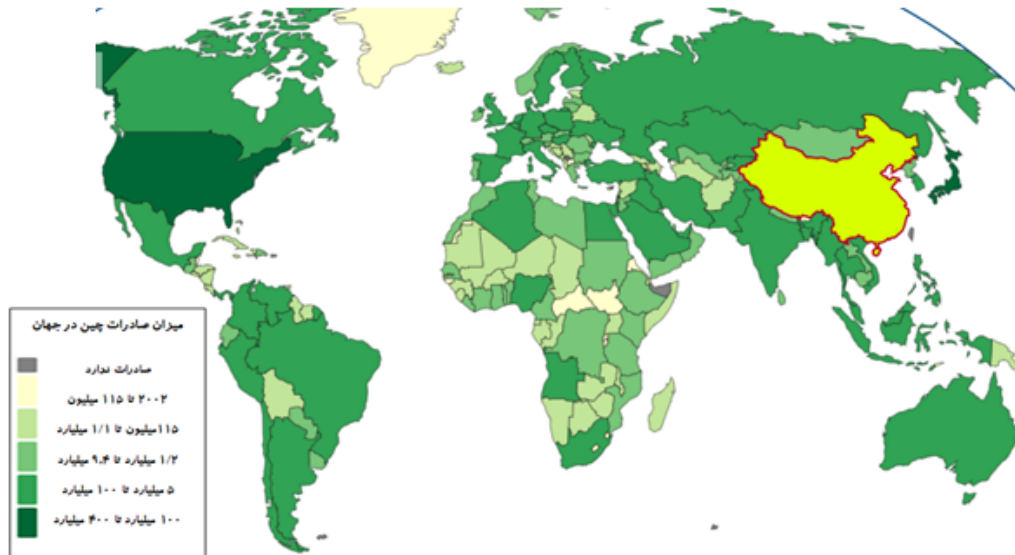 میزان صادرات چین در جهان
صادرات ندارد
۲۰۰۲ تا ۱۱۵ میلیون
۱۱۵میلیون تا ۱/۱ میلیارد
۱/۲ میلیارد تا ۹.۴ میلیارد
۵ میلیارد تا ۱۰۰ میلیارد
۱۰۰ میلیارد تا ۴۰۰ میلیارد